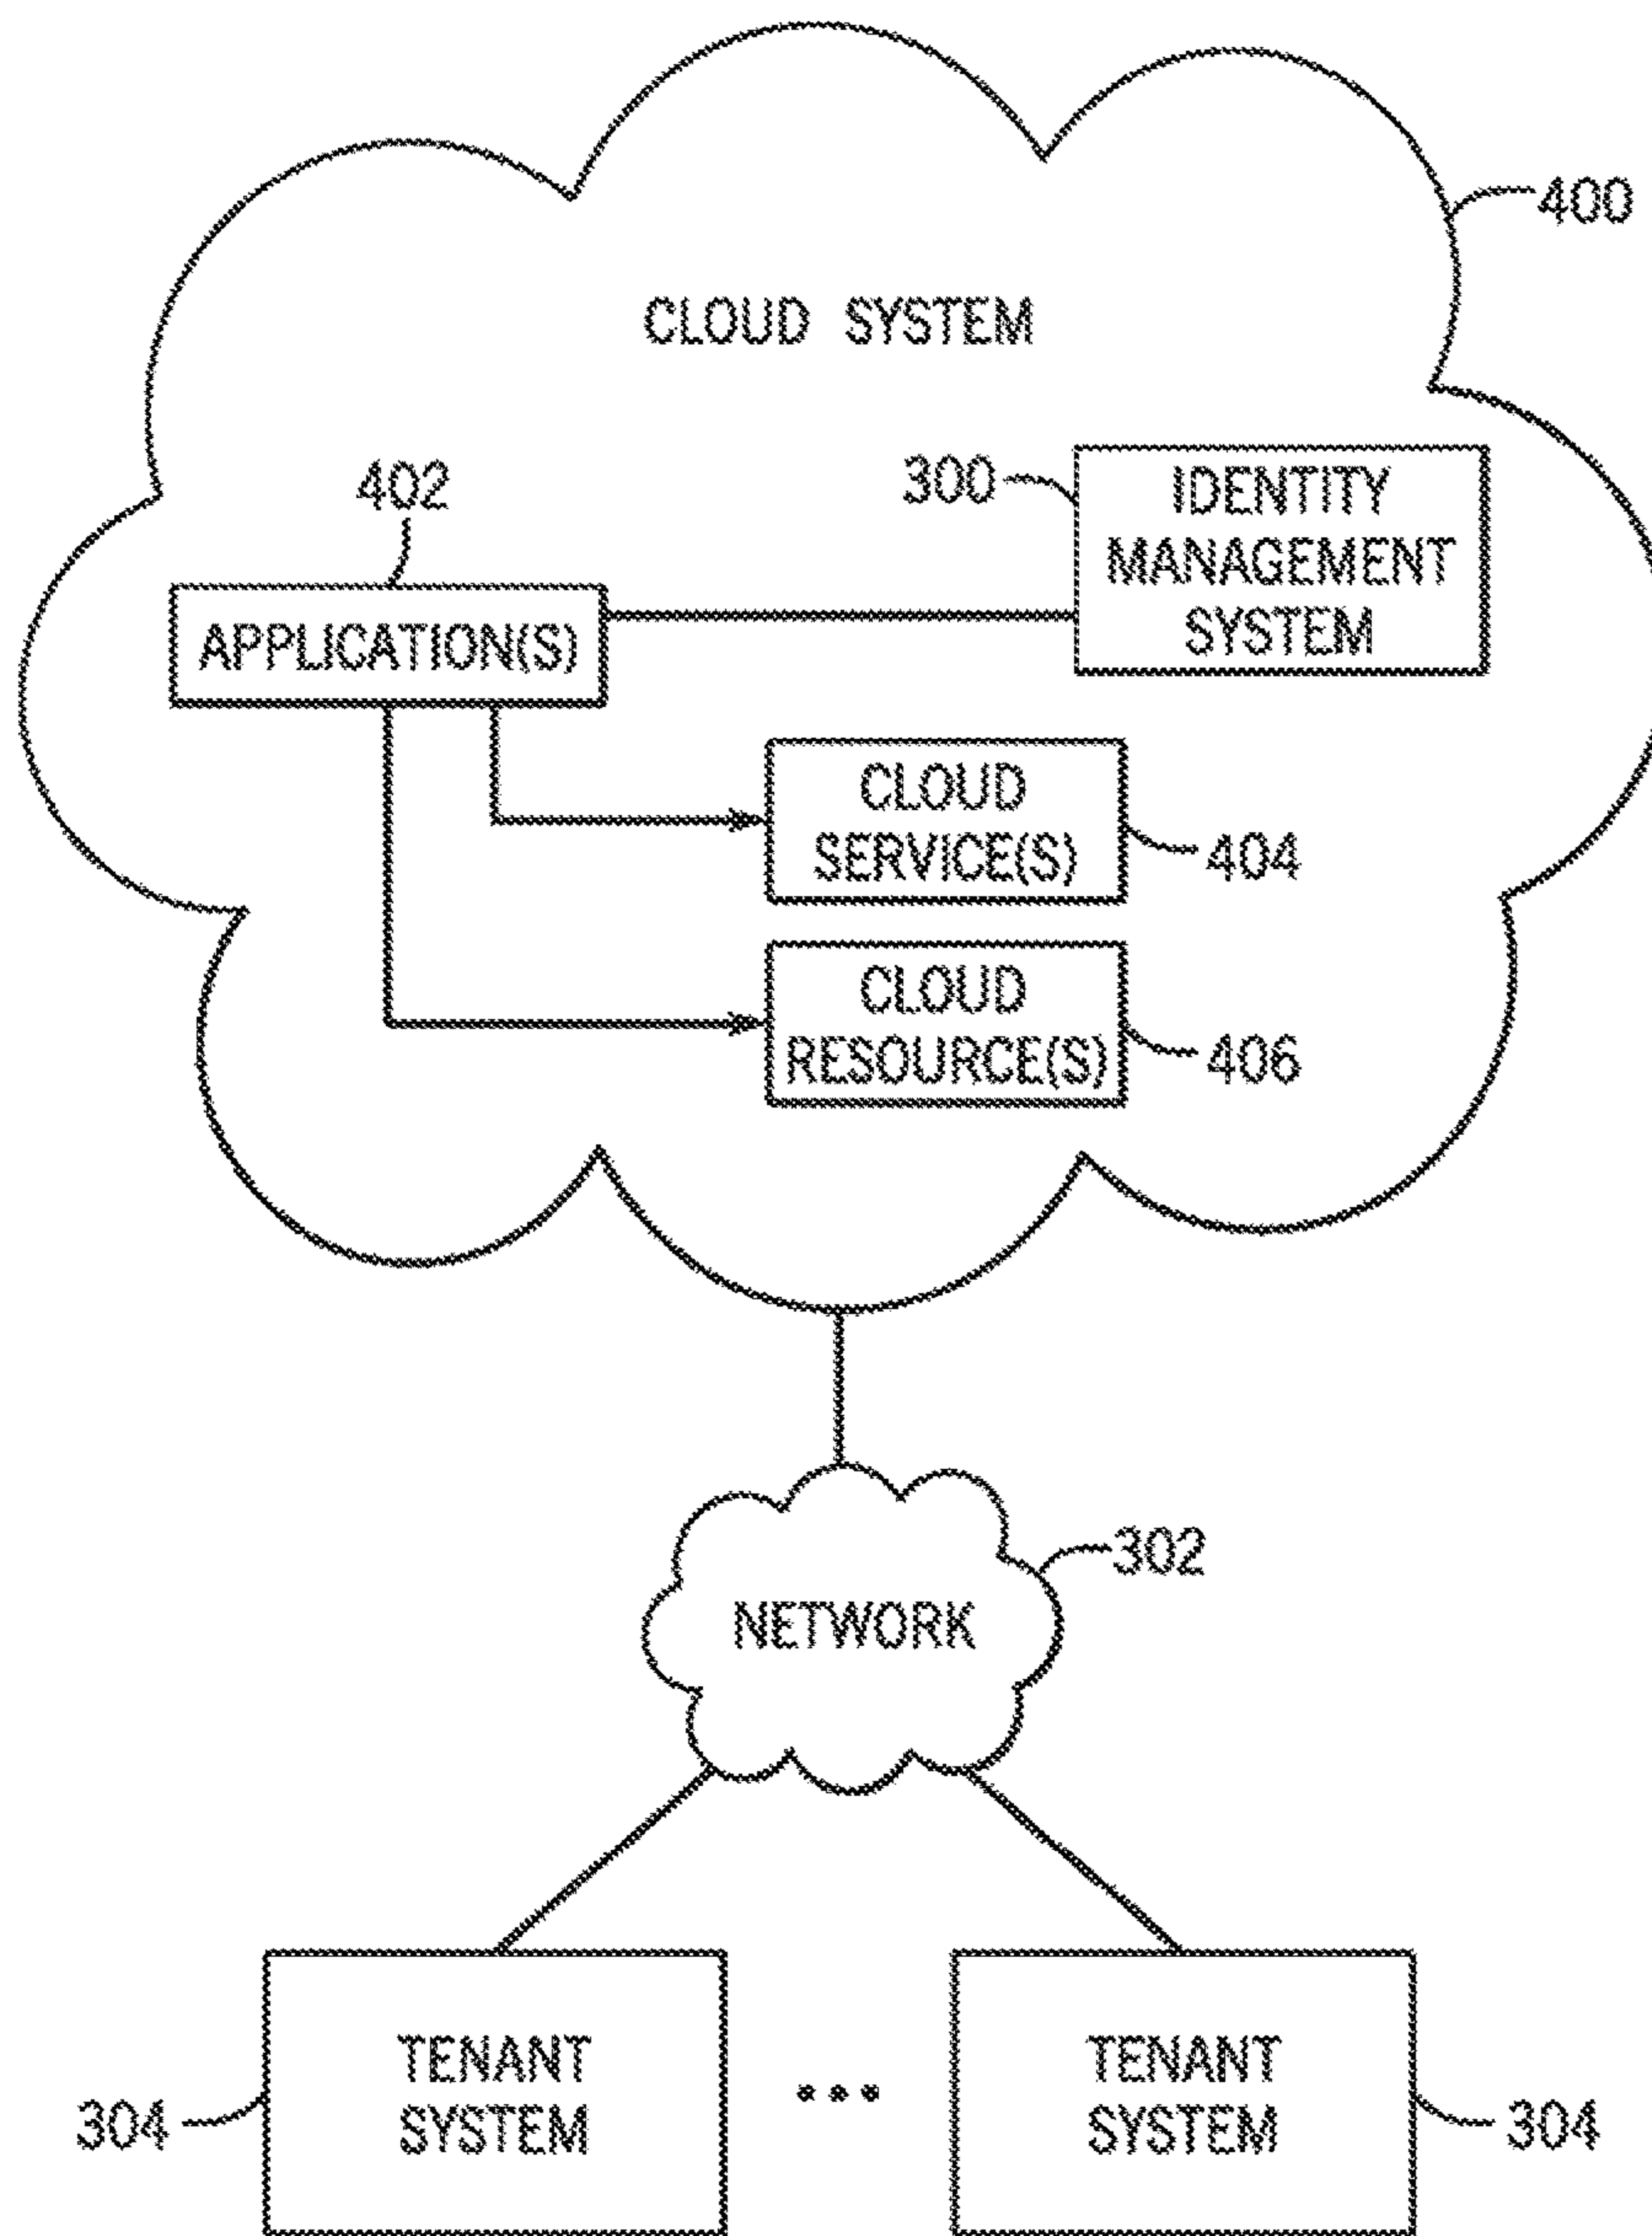 400
CLOUD SYSTEM
402
300
IDENTITY
MANAGEMENT
SYSTEM
APPLICATION(S)
CLOUD
SERVICE(S)
404
CLOUD
RESOURCE(S)
406
302
NETWORK
TENANT
SYSTEM
304
...
TENANT
SYSTEM
304